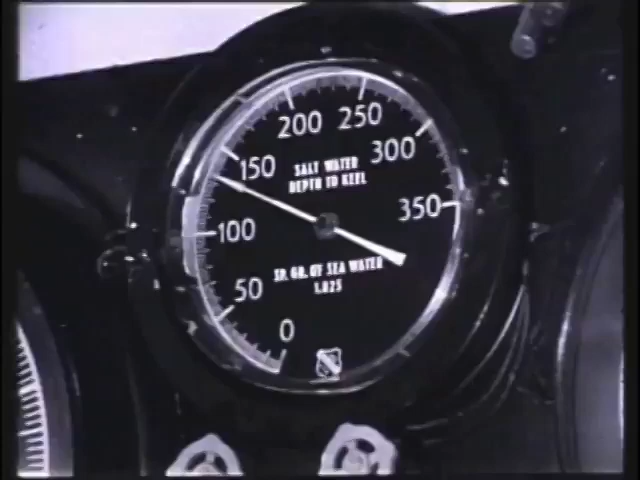 200 250
150 300
SALT WATER
DEPTH TO KEEL
100 350
SP. GR. OF SEA WATER
1.025
50
0